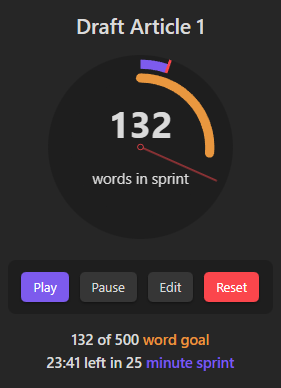 Draft Article 1
132
words in sprint
Play Pause Edit Reset
132 of 500 word goal
23:41 left in 25 minute sprint